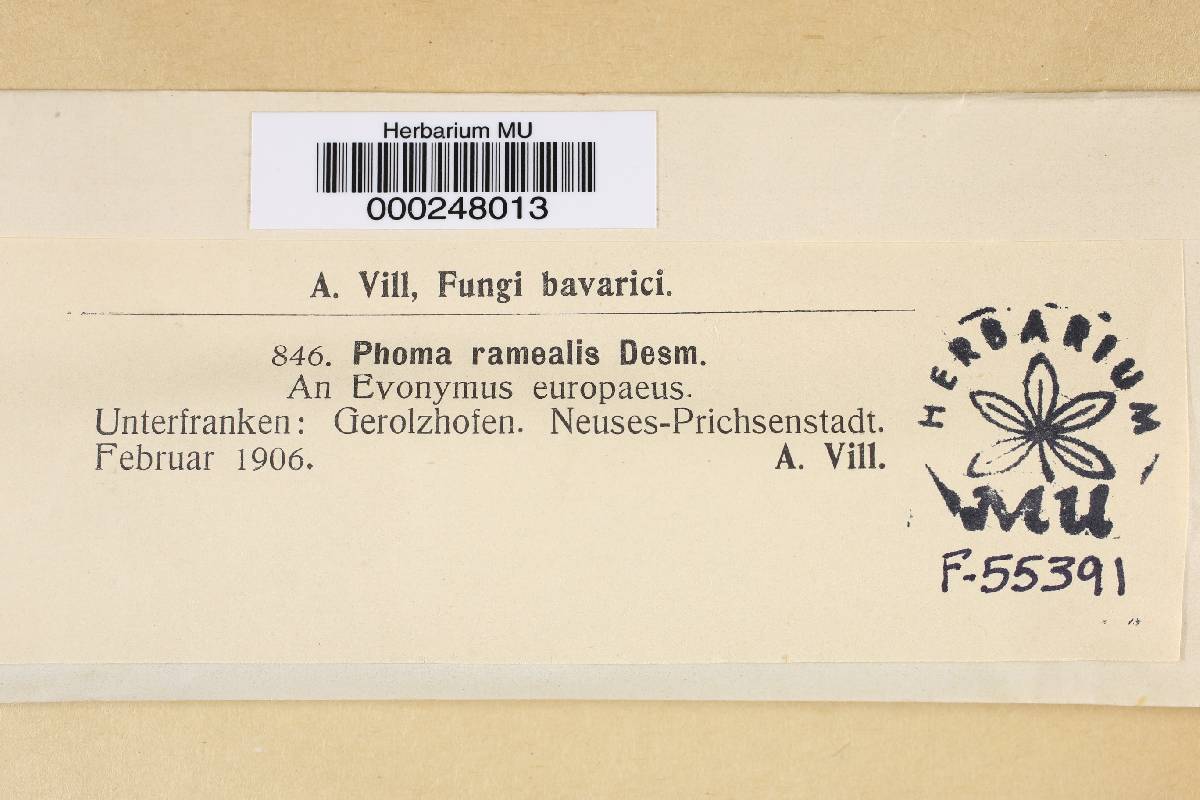 Herbarium MU
000248013
A. Vill, Fungi bavarici.
846. Phoma ramealis Desm.
An Evonymus europaeus.
Unterfranken: Gerolzhofen. Neuses-Prichsenstadt.
Februar 1906. A. Vill.
HERBARIUM
MU
F-55391